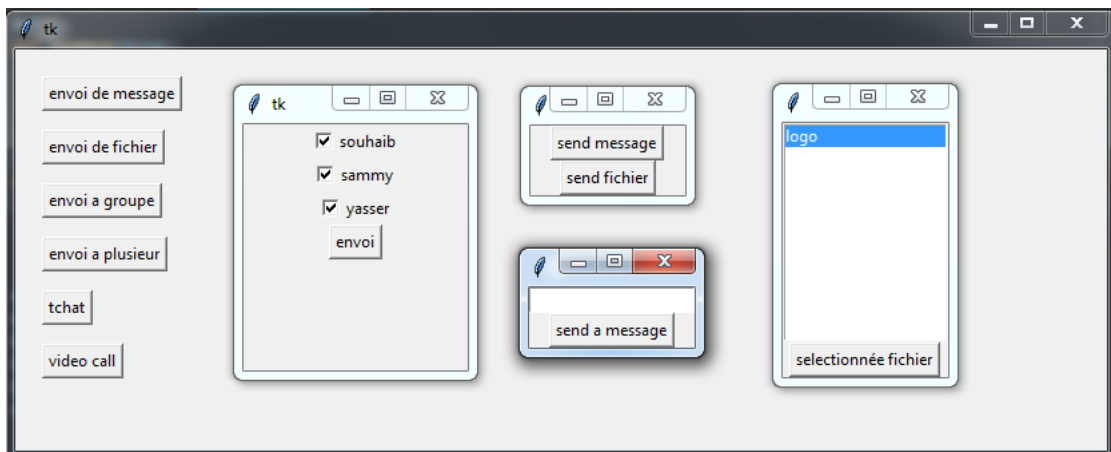 tk
envoi de message
envoi de fichier
envoi a groupe
envoi a plusieur
tchat
video call
tk
souhaib
sammy
yasser
envoi
send message
send fichier
send a message
logo
selectionnée fichier